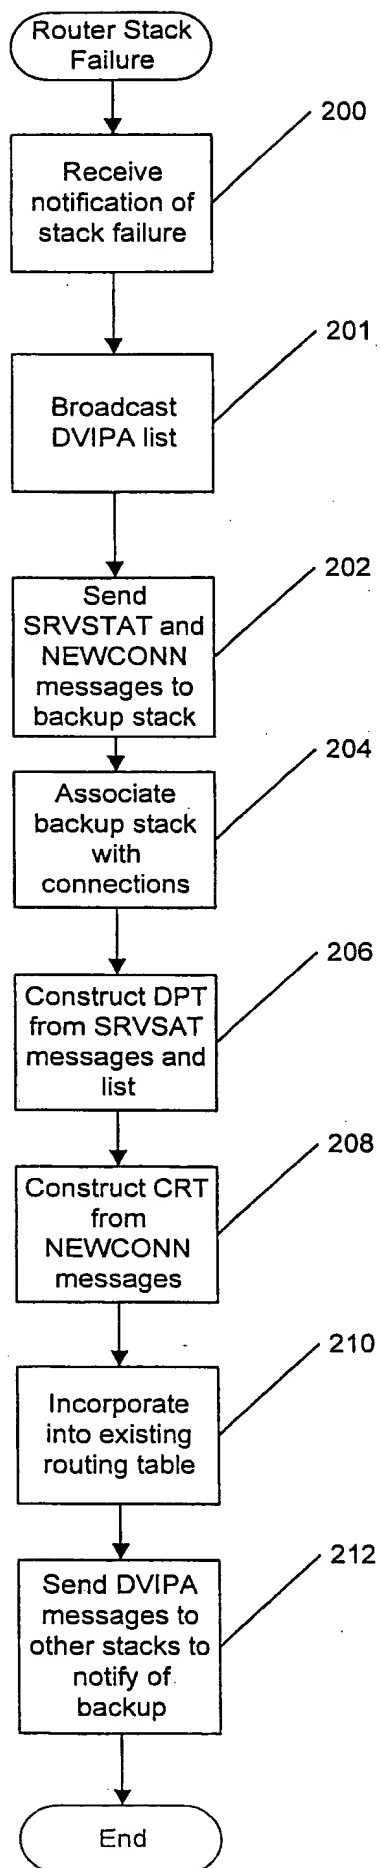 Router Stack
Failure
200
Receive
notification of
stack failure
201
Broadcast
DVIPA list
202
Send
SRVSTAT and
NEWCONN
messages to
backup stack
204
Associate
backup stack
with
connections
206
Construct DPT
from SRVSAT
messages and
list
208
Construct CRT
from
NEWCONN
messages
210
Incorporate
into existing
routing table
212
Send DVIPA
messages to
other stacks to
notify of
backup
End